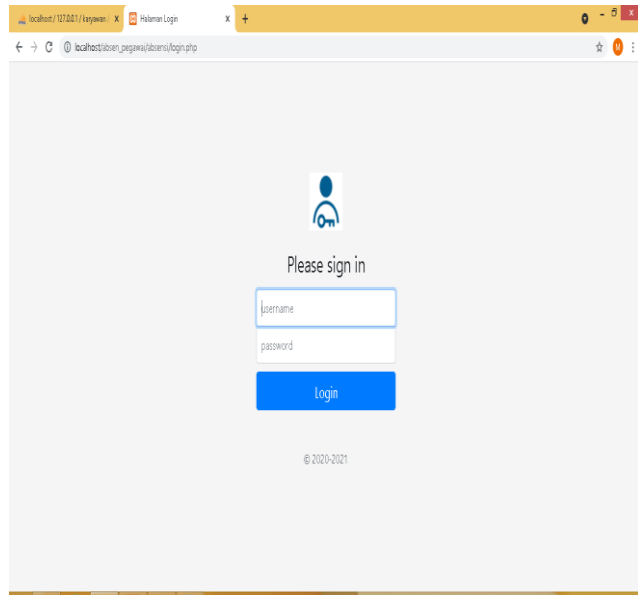 localhost / 127.0.0.1 / karyawan /
Halaman Login
localhost/absen_pegawai/absensi/login.php
M
Please sign in
username
password
Login
© 2020-2021